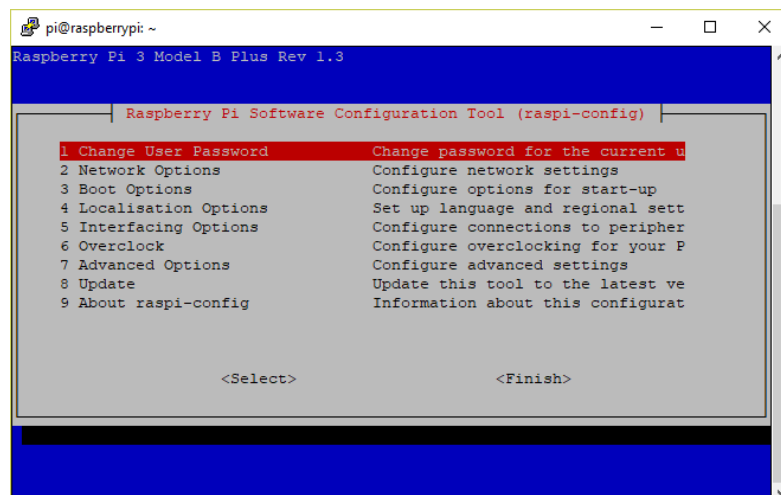 pi@raspberrypi: ~
Raspberry Pi 3 Model B Plus Rev 1.3
Raspberry Pi Software Configuration Tool (raspi-config)
1 Change User Password Change password for the current u
2 Network Options Configure network settings
3 Boot Options Configure options for start-up
4 Localisation Options Set up language and regional sett
5 Interfacing Options Configure connections to peripher
6 Overclock Configure overclocking for your P
7 Advanced Options Configure advanced settings
8 Update Update this tool to the latest ve
9 About raspi-config Information about this configurat
<Select> <Finish>